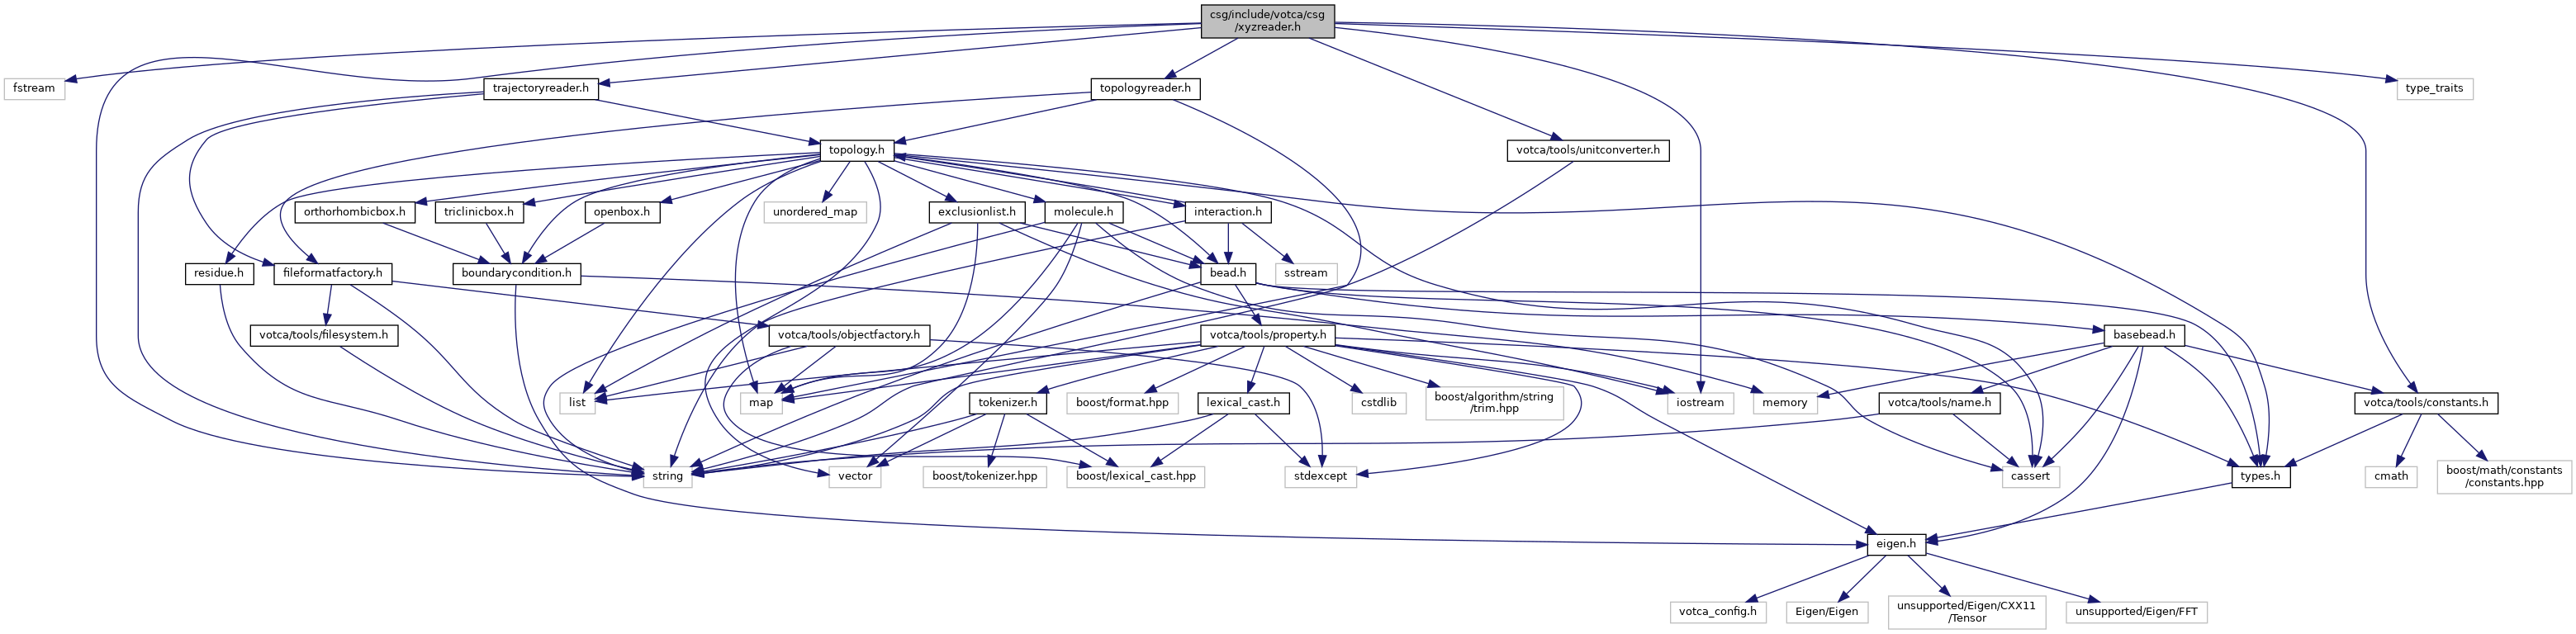 csg/include/votca/csg
/xyzreader.h
fstream
trajectoryreader.h
topologyreader.h
type_traits
topology.h
votca/tools/unitconverter.h
orthorhombicbox.h
triclinicbox.h
openbox.h
unordered_map
exclusionlist.h
molecule.h
interaction.h
residue.h
fileformatfactory.h
boundarycondition.h
bead.h
sstream
votca/tools/filesystem.h
votca/tools/objectfactory.h
votca/tools/property.h
basebead.h
list
map
tokenizer.h
boost/format.hpp
lexical_cast.h
cstdlib
boost/algorithm/string
/trim.hpp
iostream
memory
votca/tools/name.h
votca/tools/constants.h
string
vector
boost/tokenizer.hpp
boost/lexical_cast.hpp
stdexcept
cassert
types.h
cmath
boost/math/constants
/constants.hpp
eigen.h
votca_config.h
Eigen/Eigen
unsupported/Eigen/CXX11
/Tensor
unsupported/Eigen/FFT